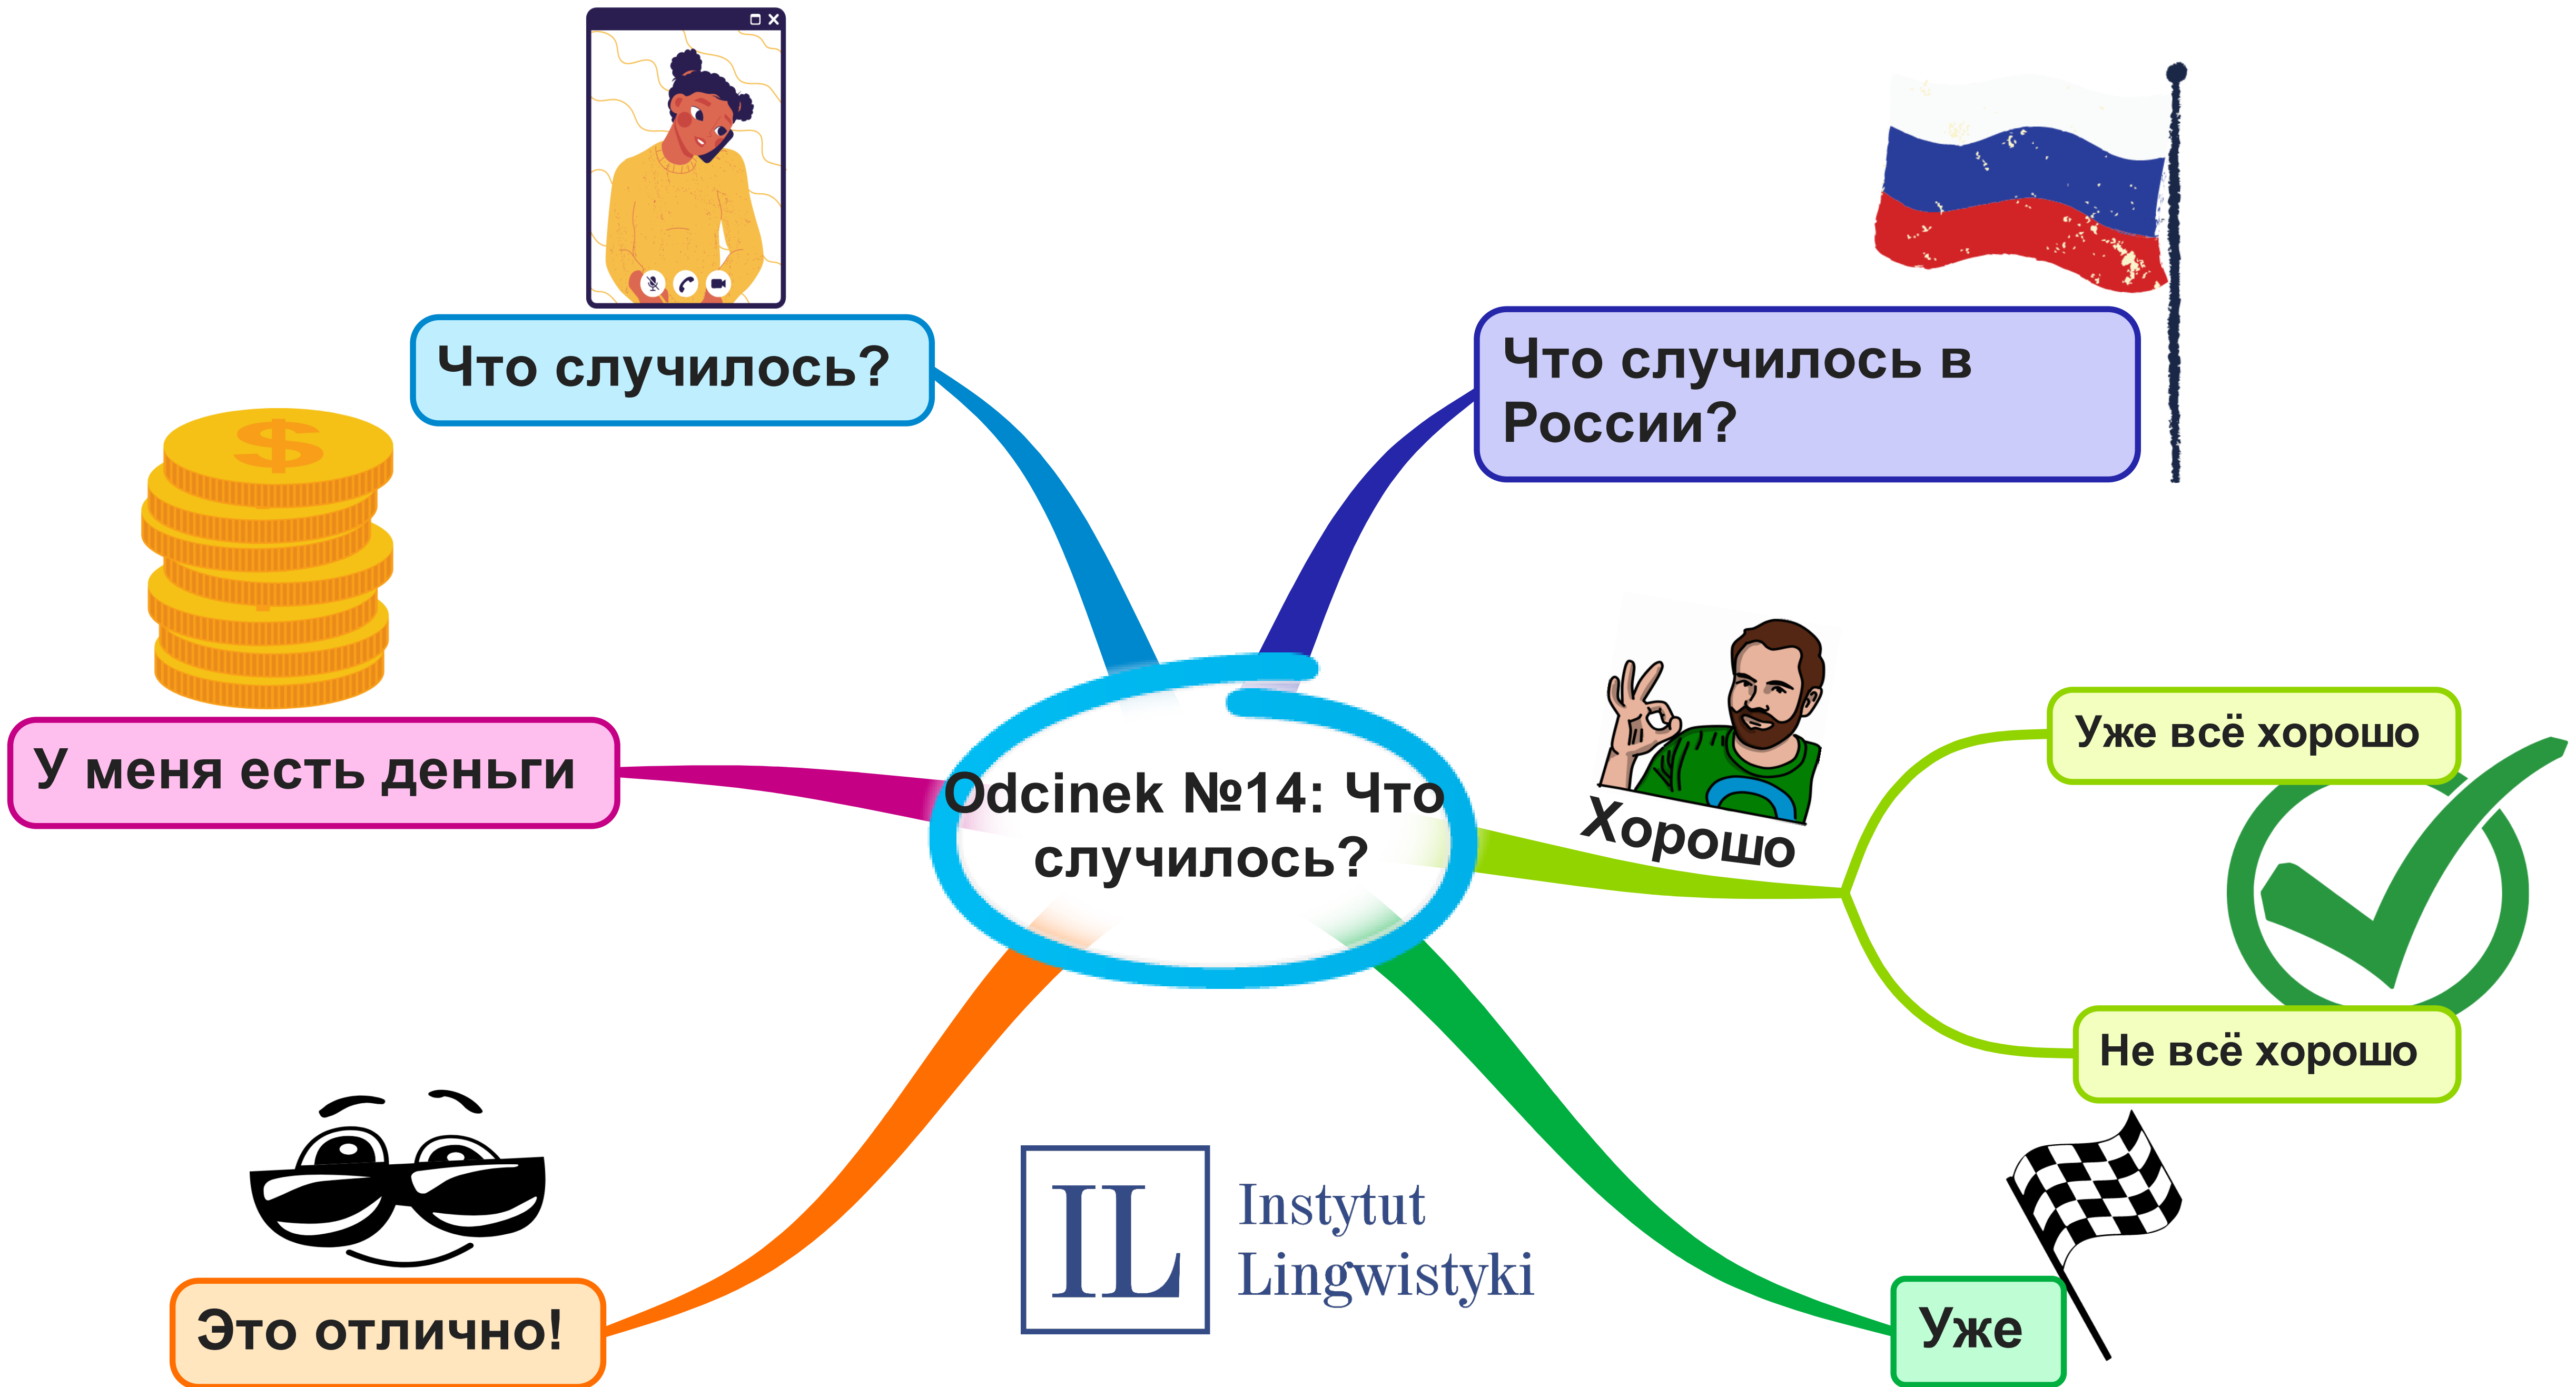 Что случилось?
Что случилось в
России?
У меня есть деньги
Odcinek №14: Что
случилось?
Хорошо
Уже всё хорошо
Не всё хорошо
Это отлично!
IL
Instytut
Lingwistyki
Уже